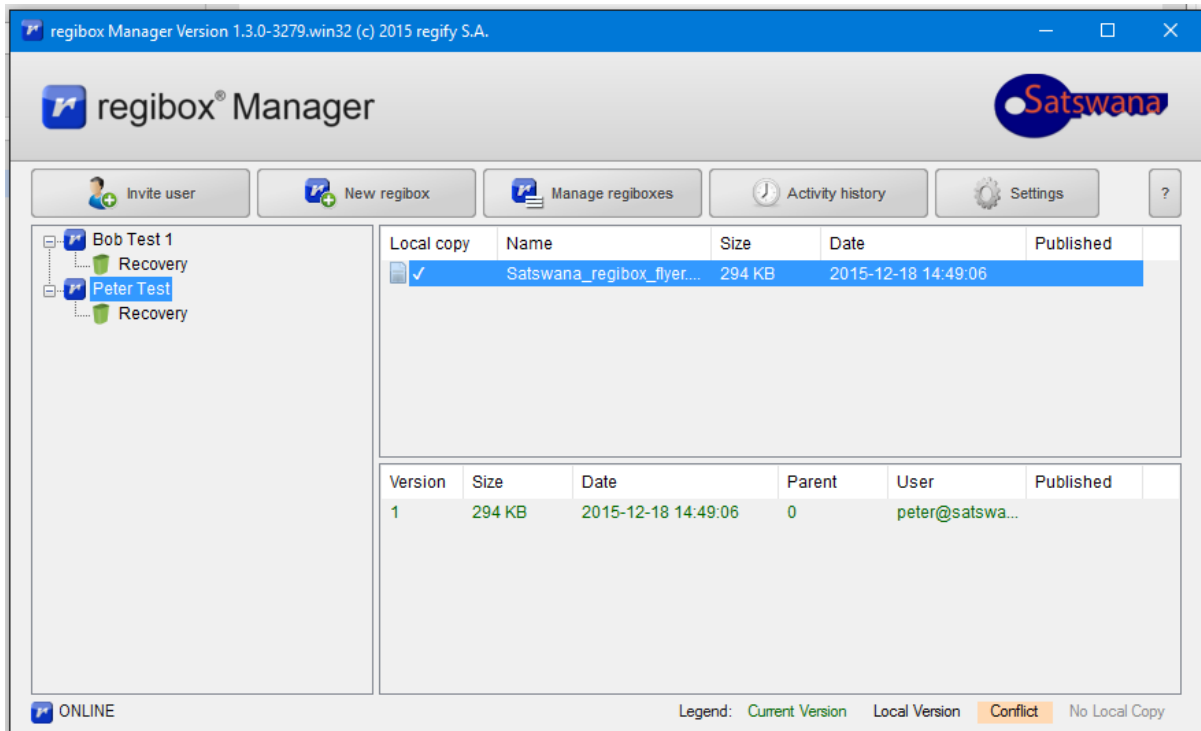 regibox Manager Version 1.3.0-3279.win32 (c) 2015 regify S.A.
regibox® Manager
Satswana
Invite user New regibox Manage regiboxes Activity history Settings ?
Bob Test 1
Recovery
Peter Test
Recovery
Local copy Name Size Date Published
✓ Satswana_regibox_flyer.... 294 KB 2015-12-18 14:49:06
Version Size Date Parent User Published
1 294 KB 2015-12-18 14:49:06 0 peter@satswa...
ONLINE Legend: Current Version Local Version Conflict No Local Copy